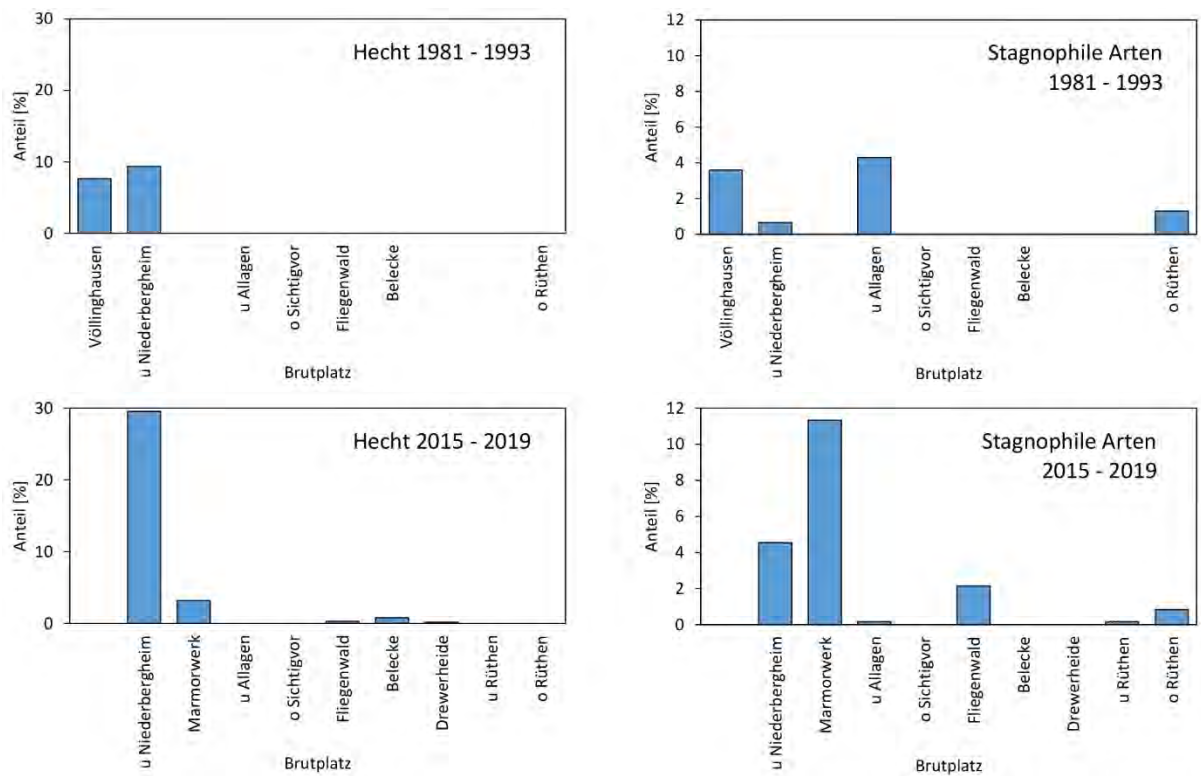 Hecht 1981 - 1993
Anteil [%]
30
20
10
0
Völlinghausen
u Niederbergheim
u Allagen
o Sichtigvor
Fliegenwald
Belecke
o Rüthen
Brutplatz
Stagnophile Arten
1981 - 1993
Anteil [%]
12
10
8
6
4
2
0
Völlinghausen
u Niederbergheim
u Allagen
o Sichtigvor
Fliegenwald
Belecke
o Rüthen
Brutplatz
Hecht 2015 - 2019
Anteil [%]
30
20
10
0
u Niederbergheim
Marmorwerk
u Allagen
o Sichtigvor
Fliegenwald
Belecke
Drewerheide
u Rüthen
o Rüthen
Brutplatz
Stagnophile Arten
2015 - 2019
Anteil [%]
12
10
8
6
4
2
0
u Niederbergheim
Marmorwerk
u Allagen
o Sichtigvor
Fliegenwald
Belecke
Drewerheide
u Rüthen
o Rüthen
Brutplatz